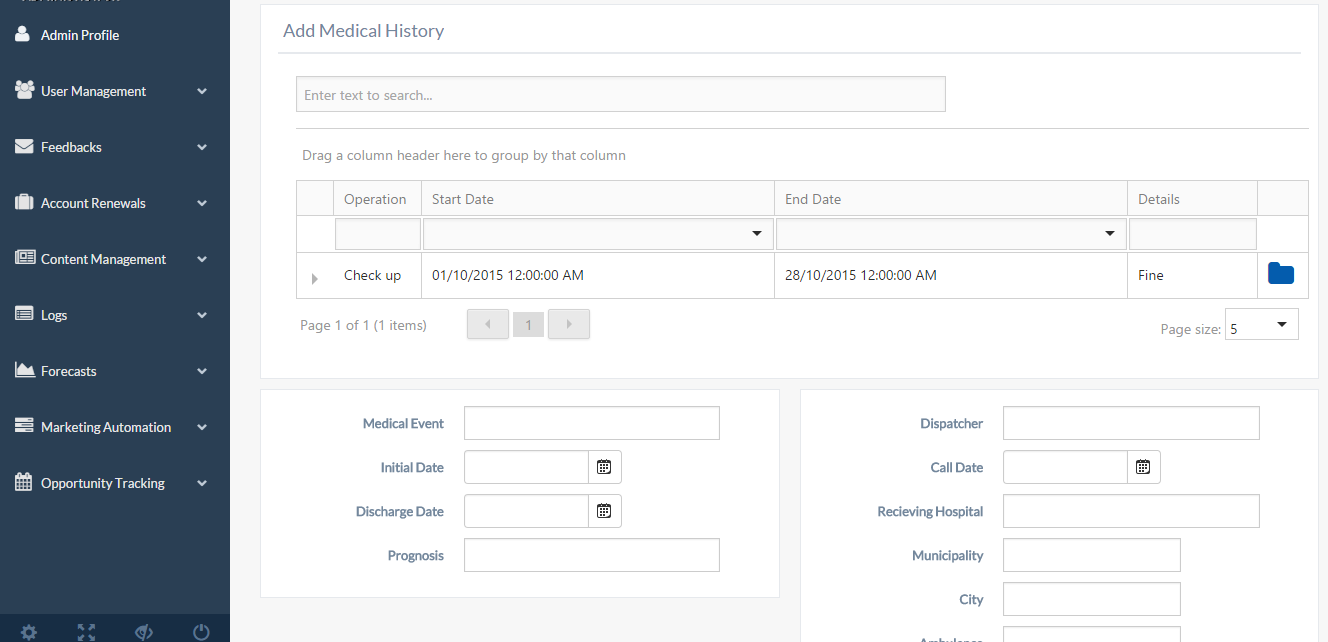 Admin Profile
User Management
Feedbacks
Account Renewals
Content Management
Logs
Forecasts
Marketing Automation
Opportunity Tracking
Add Medical History
Enter text to search...
Drag a column header here to group by that column
Operation Start Date End Date Details
Check up 01/10/2015 12:00:00 AM 28/10/2015 12:00:00 AM Fine
Page 1 of 1 (1 items) 1 Page size: 5
Medical Event
Initial Date
Discharge Date
Prognosis
Dispatcher
Call Date
Recieving Hospital
Municipality
City